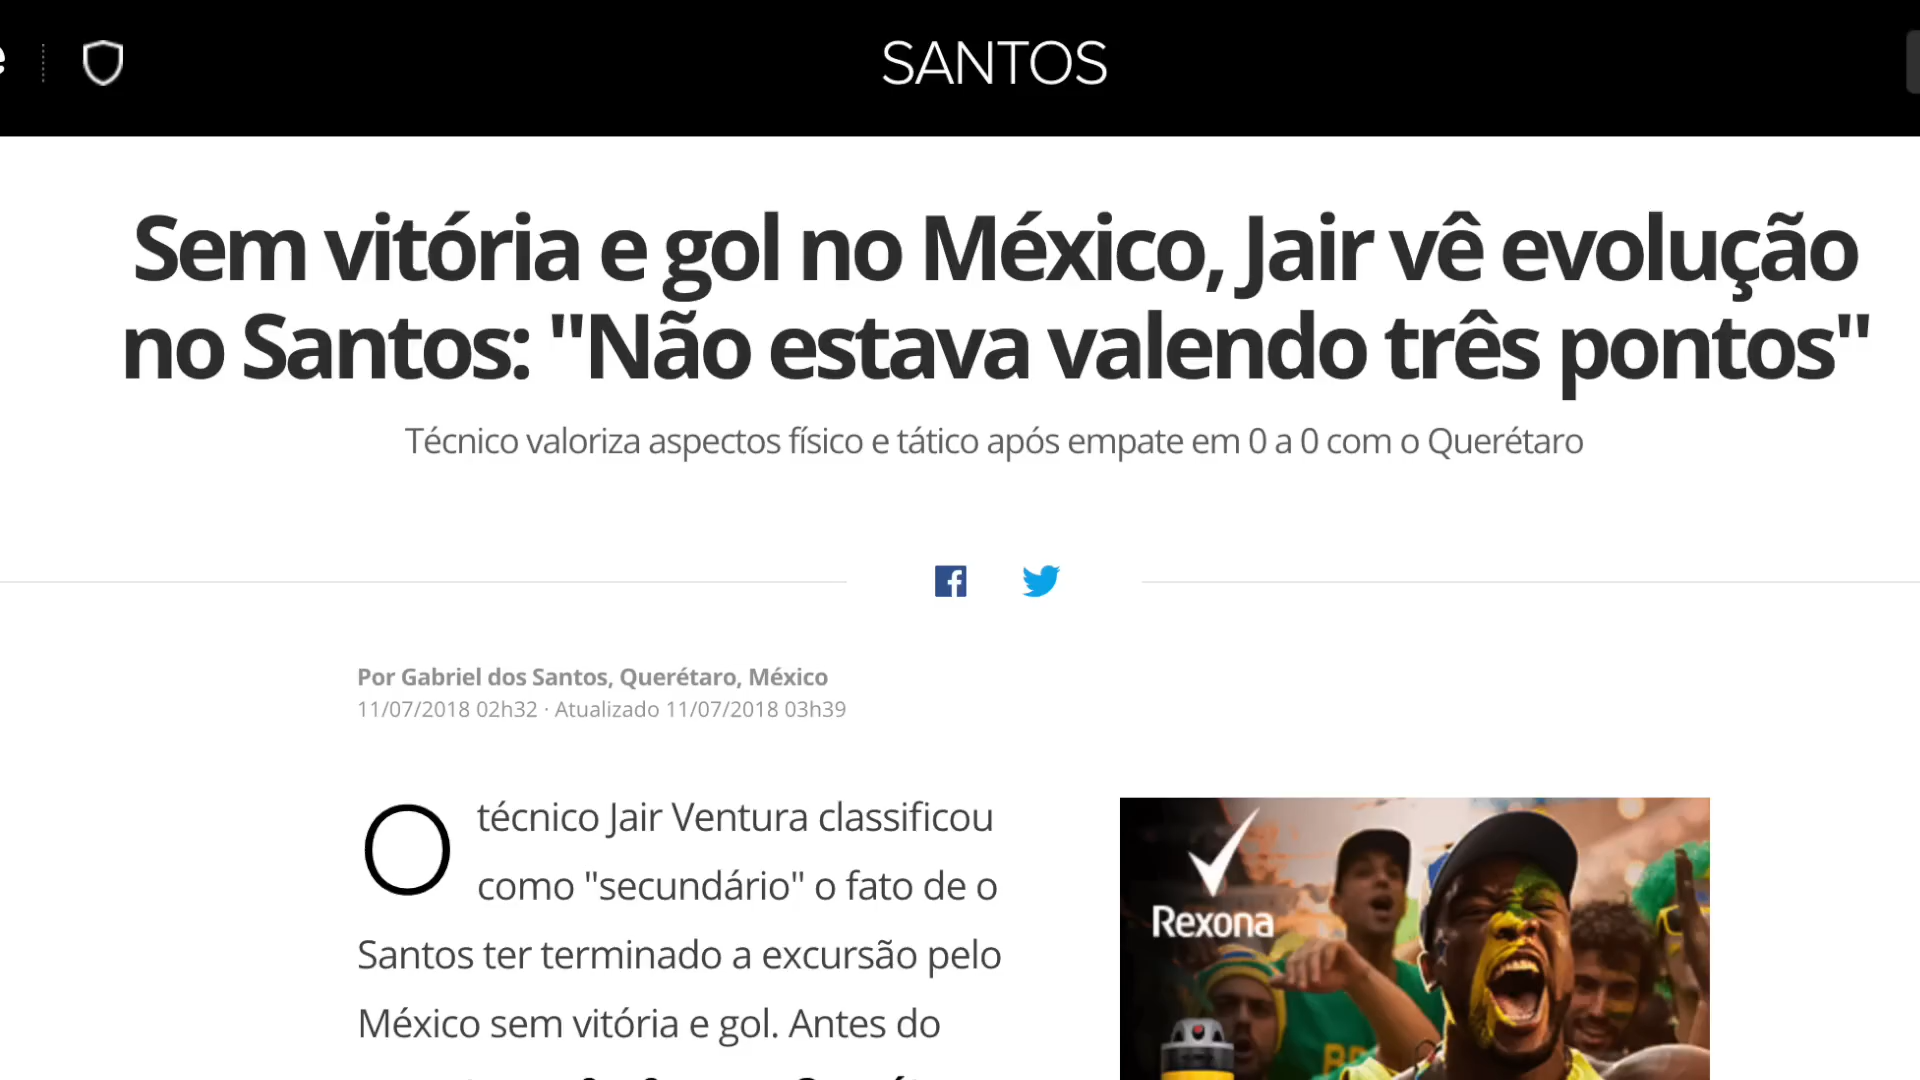 SANTOS
Sem vitória e gol no México, Jair vê evolução
no Santos: "Não estava valendo três pontos"
Técnico valoriza aspectos físico e tático após empate em 0 a 0 com o Querétaro
Por Gabriel dos Santos, Querétaro, México
11/07/2018 02h32 · Atualizado 11/07/2018 03h39
O técnico Jair Ventura classificou
como "secundário" o fato de o
Santos ter terminado a excursão pelo
México sem vitória e gol. Antes do
Rexona